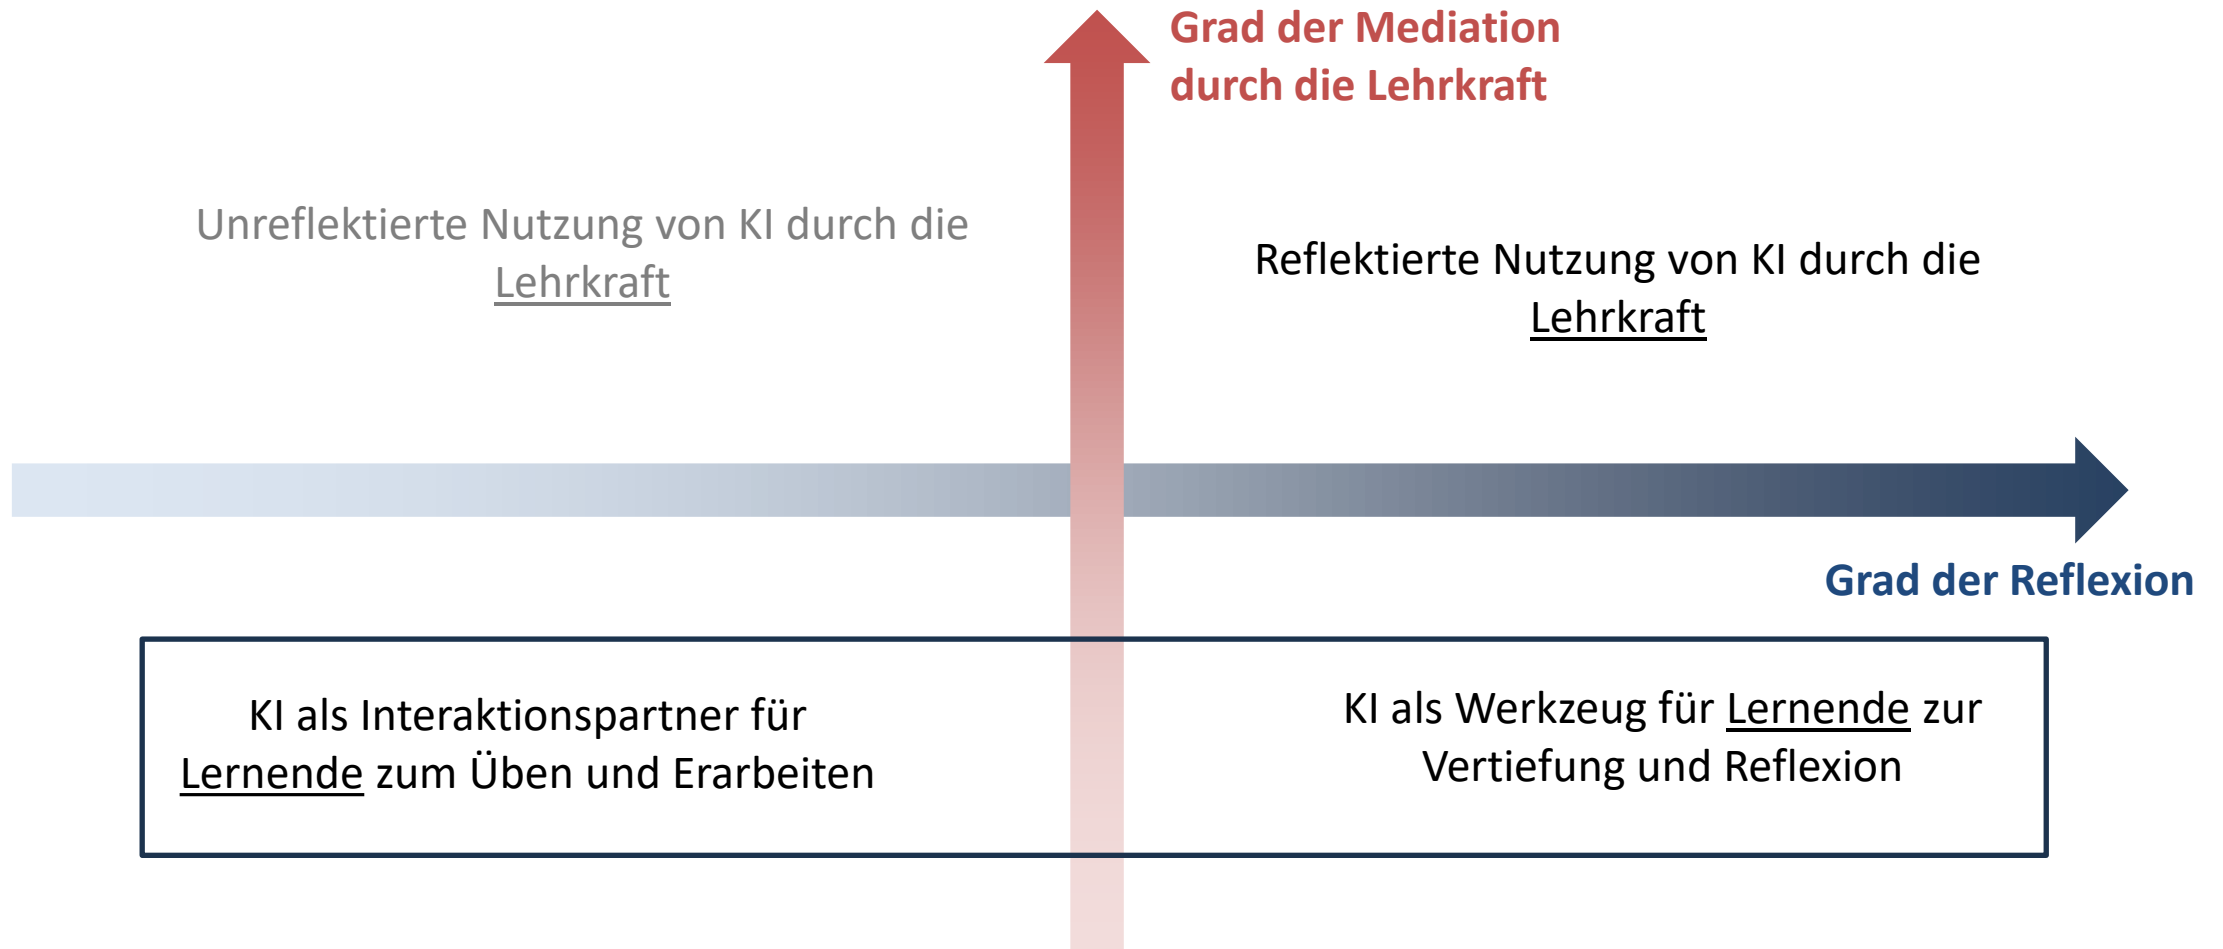 Grad der Mediation
durch die Lehrkraft
Unreflektierte Nutzung von KI durch die
Lehrkraft
Reflektierte Nutzung von KI durch die
Lehrkraft
Grad der Reflexion
KI als Interaktionspartner für
Lernende zum Üben und Erarbeiten
KI als Werkzeug für Lernende zur
Vertiefung und Reflexion